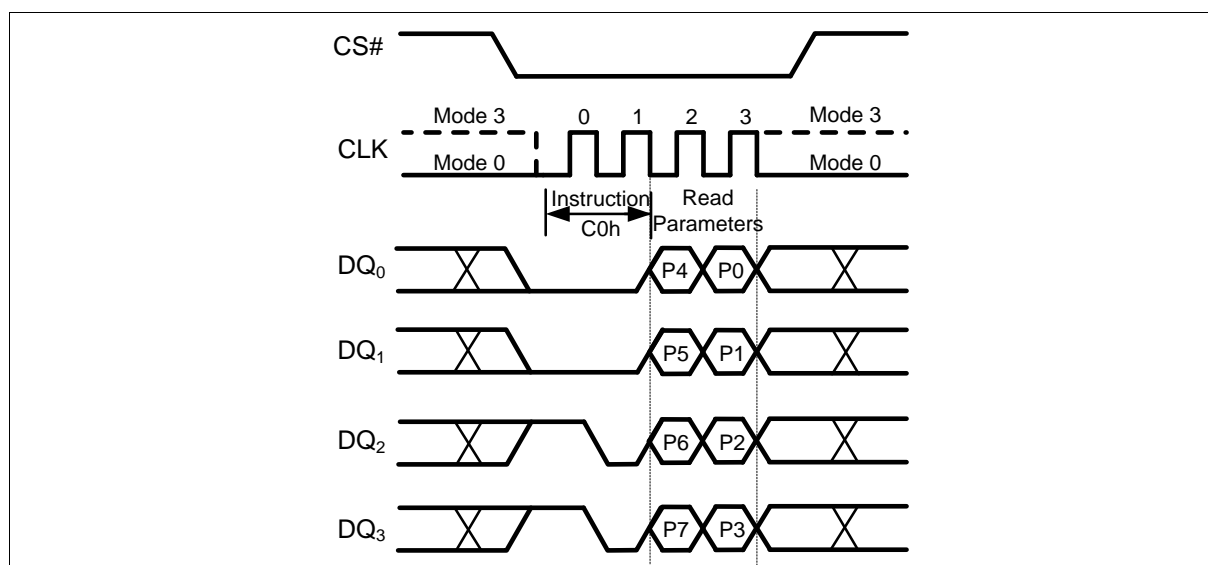 CS#
0 1 2 3
Mode 3 Mode 3
CLK
Mode 0 Mode 0
Instruction Read
C0h Parameters
DQ0 P4 P0
DQ1 P5 P1
DQ2 P6 P2
DQ3 P7 P3